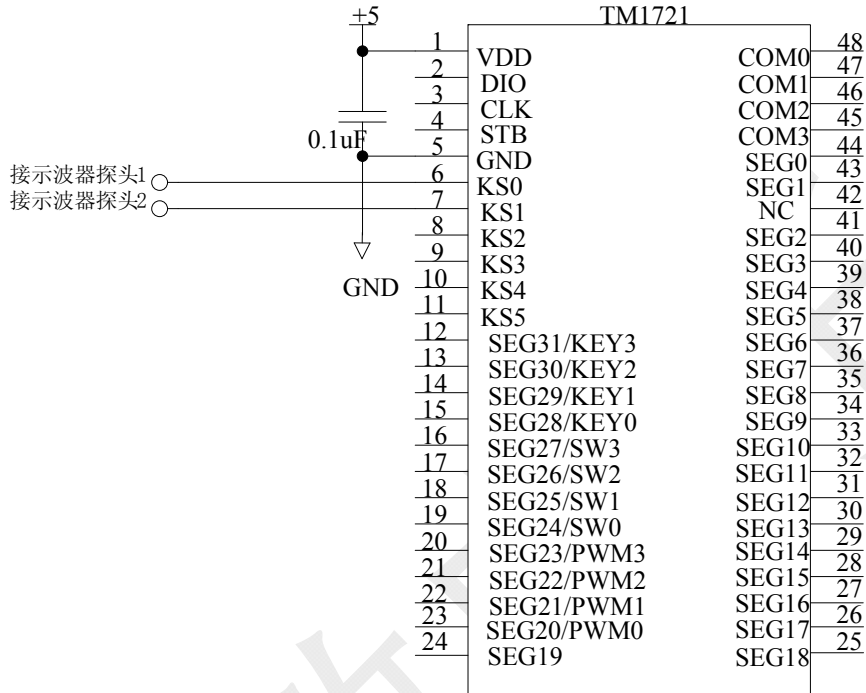 +5
TM1721
0.1uF
GND
接示波器探头1
接示波器探头2
1 VDD
2 DIO
3 CLK
4 STB
5 GND
6 KS0
7 KS1
8 KS2
9 KS3
10 KS4
11 KS5
12 SEG31/KEY3
13 SEG30/KEY2
14 SEG29/KEY1
15 SEG28/KEY0
16 SEG27/SW3
17 SEG26/SW2
18 SEG25/SW1
19 SEG24/SW0
20 SEG23/PWM3
21 SEG22/PWM2
22 SEG21/PWM1
23 SEG20/PWM0
24 SEG19
COM0 48
COM1 47
COM2 46
COM3 45
SEG0 44
SEG1 43
NC 42
SEG2 41
SEG3 40
SEG4 39
SEG5 38
SEG6 37
SEG7 36
SEG8 35
SEG9 34
SEG10 33
SEG11 32
SEG12 31
SEG13 30
SEG14 29
SEG15 28
SEG16 27
SEG17 26
SEG18 25